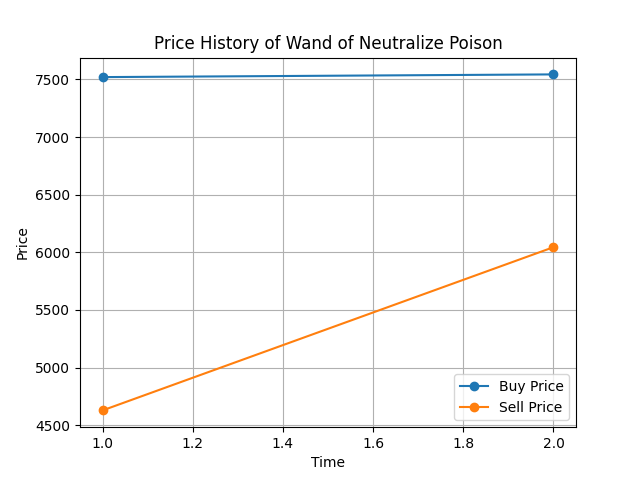 Price History of Wand of Neutralize Poison
Price
7500
7000
6500
6000
5500
5000
4500
1.0 1.2 1.4 1.6 1.8 2.0
Time
Buy Price
Sell Price